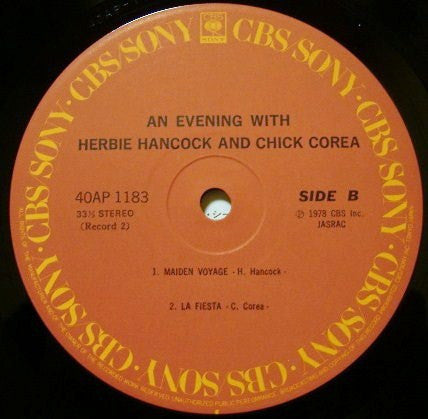 CBS
SONY
CBS/SONY · CBS/SONY · CBS/SONY · CBS/SONY · CBS/SONY · CBS/SONY
AN EVENING WITH
HERBIE HANCOCK AND CHICK COREA
40AP 1183
33⅓ STEREO
(Record 2)
SIDE B
Ⓟ 1978 CBS Inc.
JASRAC
1. MAIDEN VOYAGE - H. Hancock -
2. LA FIESTA - C. Corea -